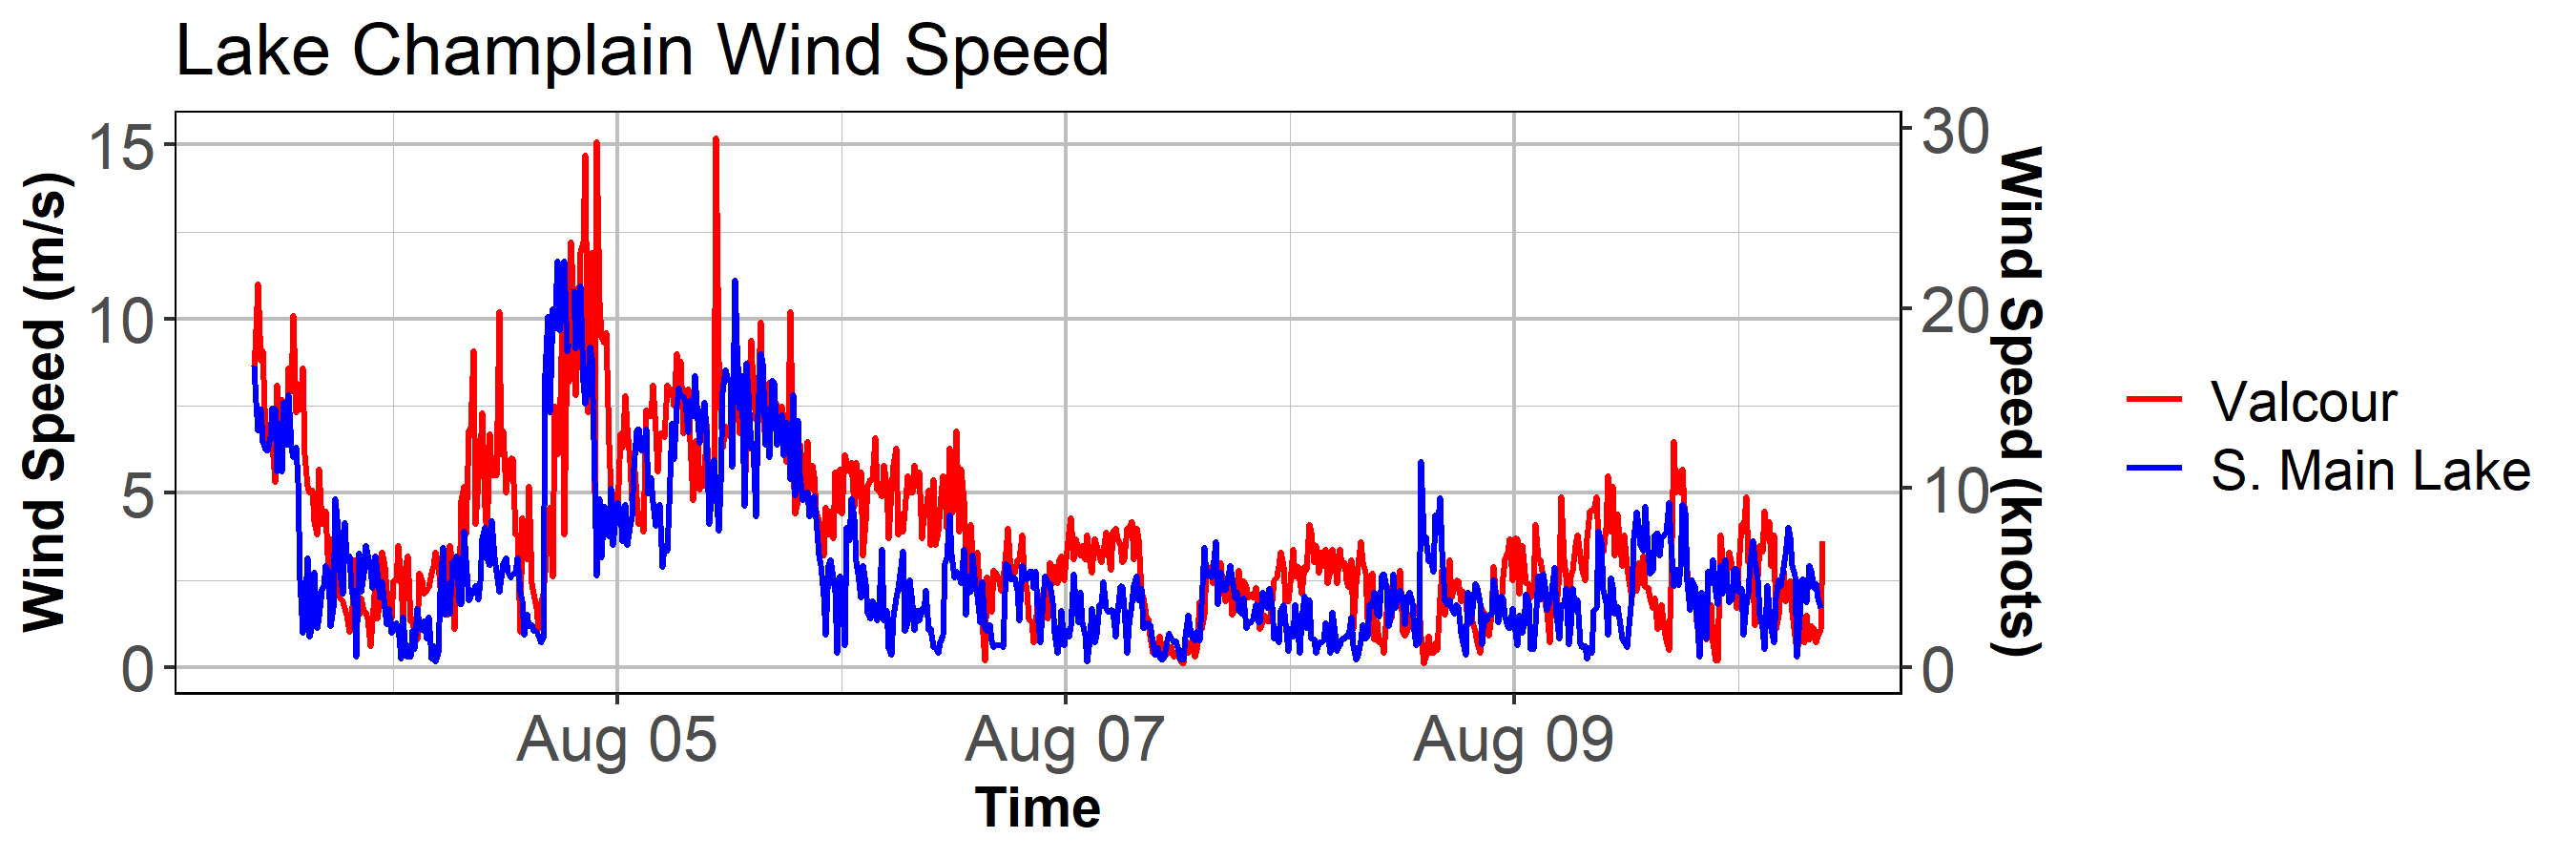 Lake Champlain Wind Speed
Wind Speed (m/s)
15
10
5
0
30
20
10
0
Wind Speed (knots)
Aug 05
Aug 07
Aug 09
Time
Valcour
S. Main Lake